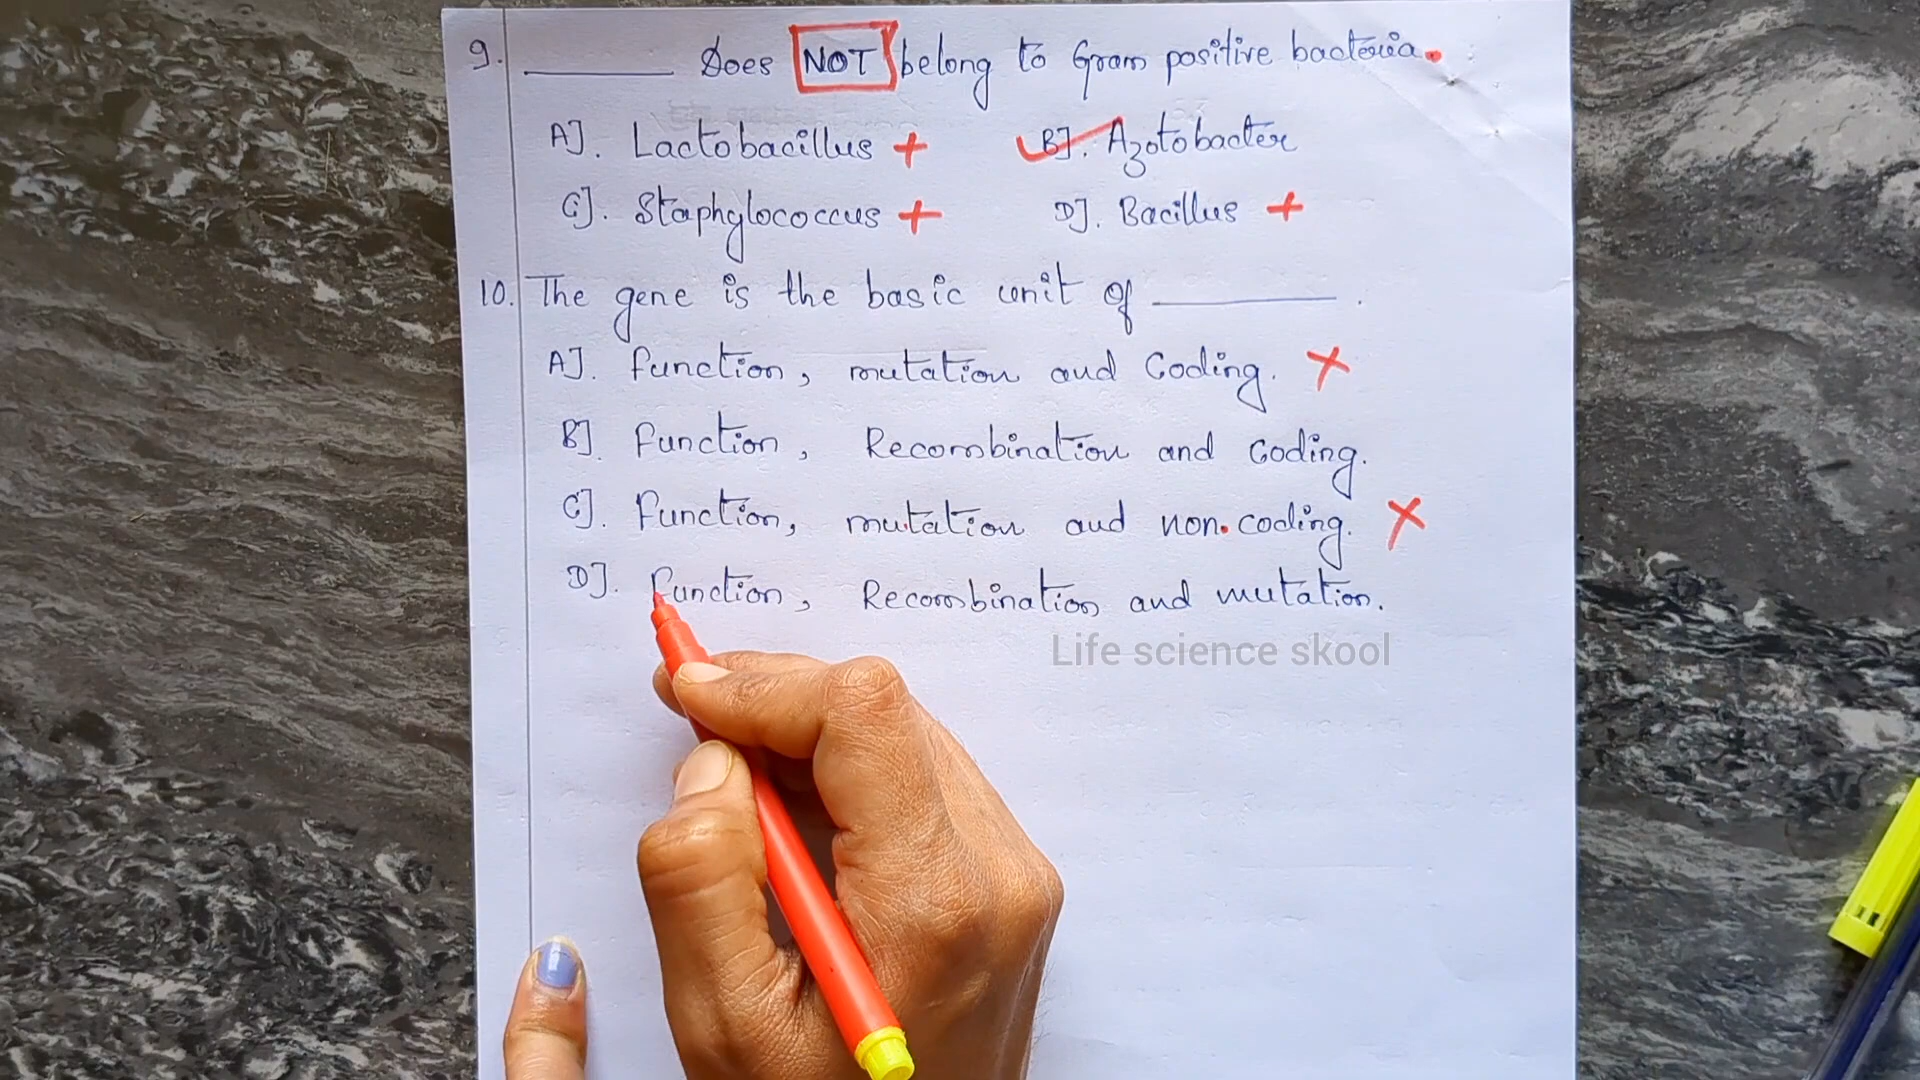 9. ______ Does NOT belong to Gram positive bacteria.
A]. Lactobacillus + B]. Azotobacter
C]. Staphylococcus + D]. Bacillus +
10. The gene is the basic unit of ______.
A]. function, mutation and Coding. X
B]. function, Recombination and Coding.
C]. function, mutation and non.coding. X
D]. function, Recombination and mutation.
Life science skool